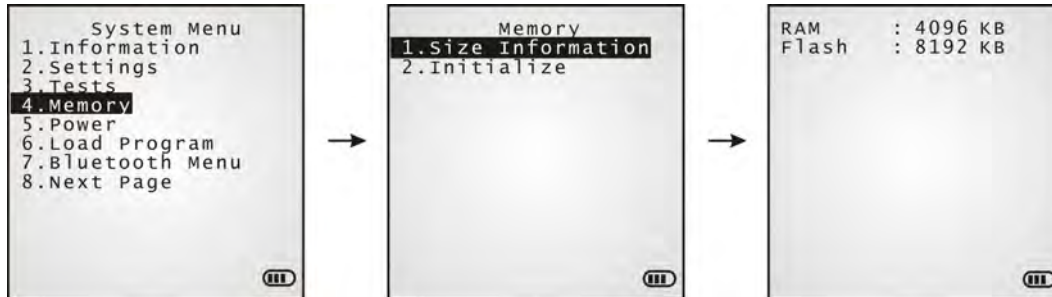 System Menu
1.Information
2.Settings
3.Tests
4.Memory
5.Power
6.Load Program
7.Bluetooth Menu
8.Next Page
Memory
1.Size Information
2.Initialize
RAM : 4096 KB
Flash : 8192 KB